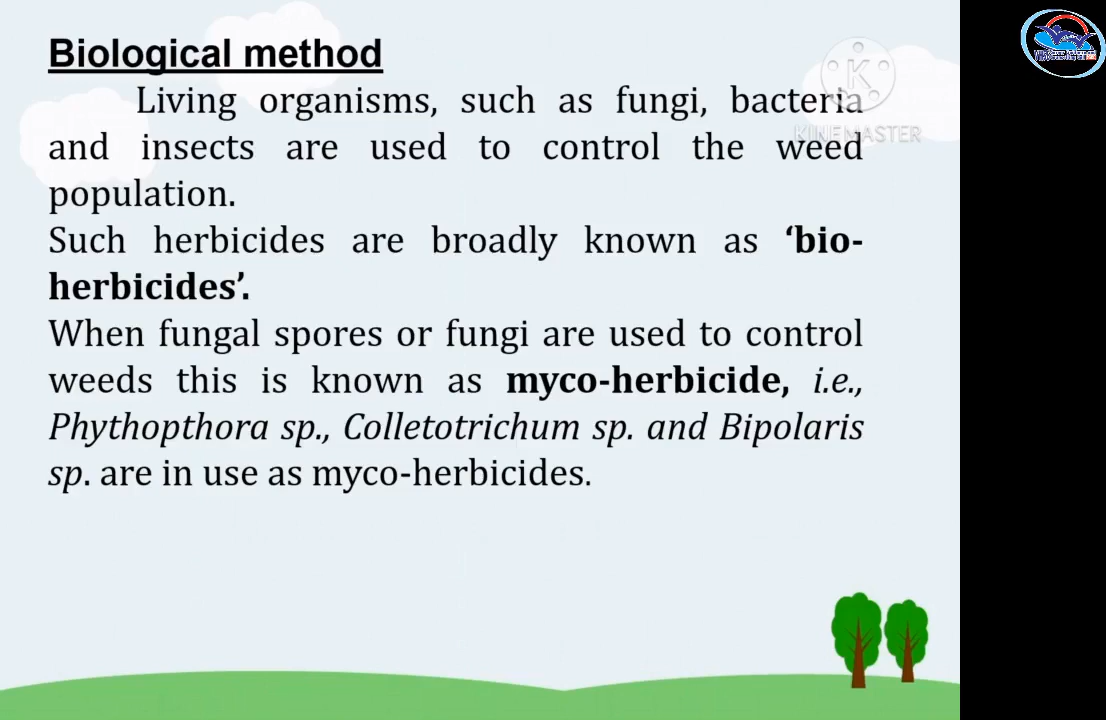 Biological method
Living organisms, such as fungi, bacteria
and insects are used to control the weed
population.
Such herbicides are broadly known as ‘bio-
herbicides’.
When fungal spores or fungi are used to control
weeds this is known as myco-herbicide, i.e.,
Phythopthora sp., Colletotrichum sp. and Bipolaris
sp. are in use as myco-herbicides.
K
KINEMASTER